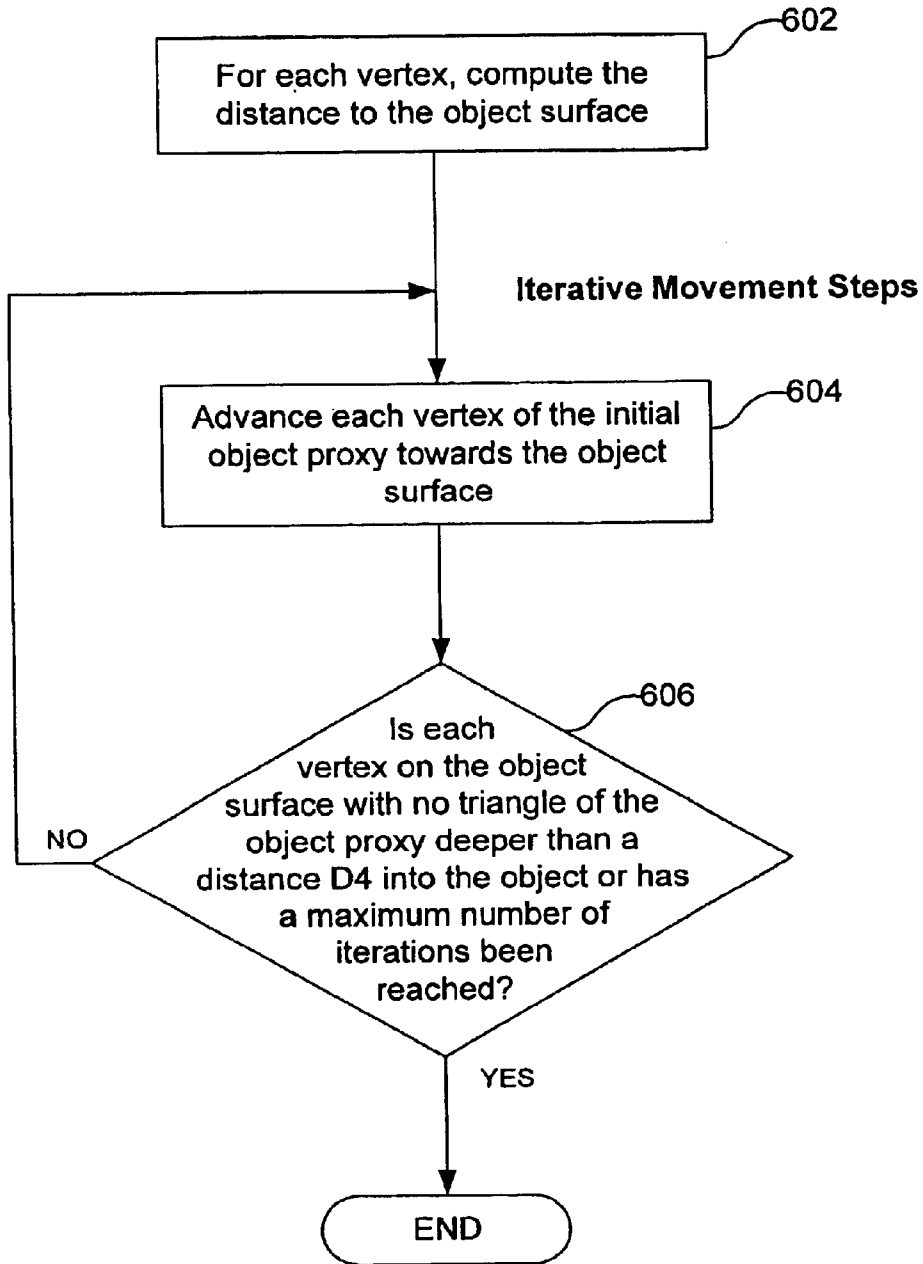 602
For each vertex, compute the
distance to the object surface
Iterative Movement Steps
604
Advance each vertex of the initial
object proxy towards the object
surface
606
Is each
vertex on the object
surface with no triangle of the
object proxy deeper than a
distance D4 into the object or has
a maximum number of
iterations been
reached?
NO
YES
END